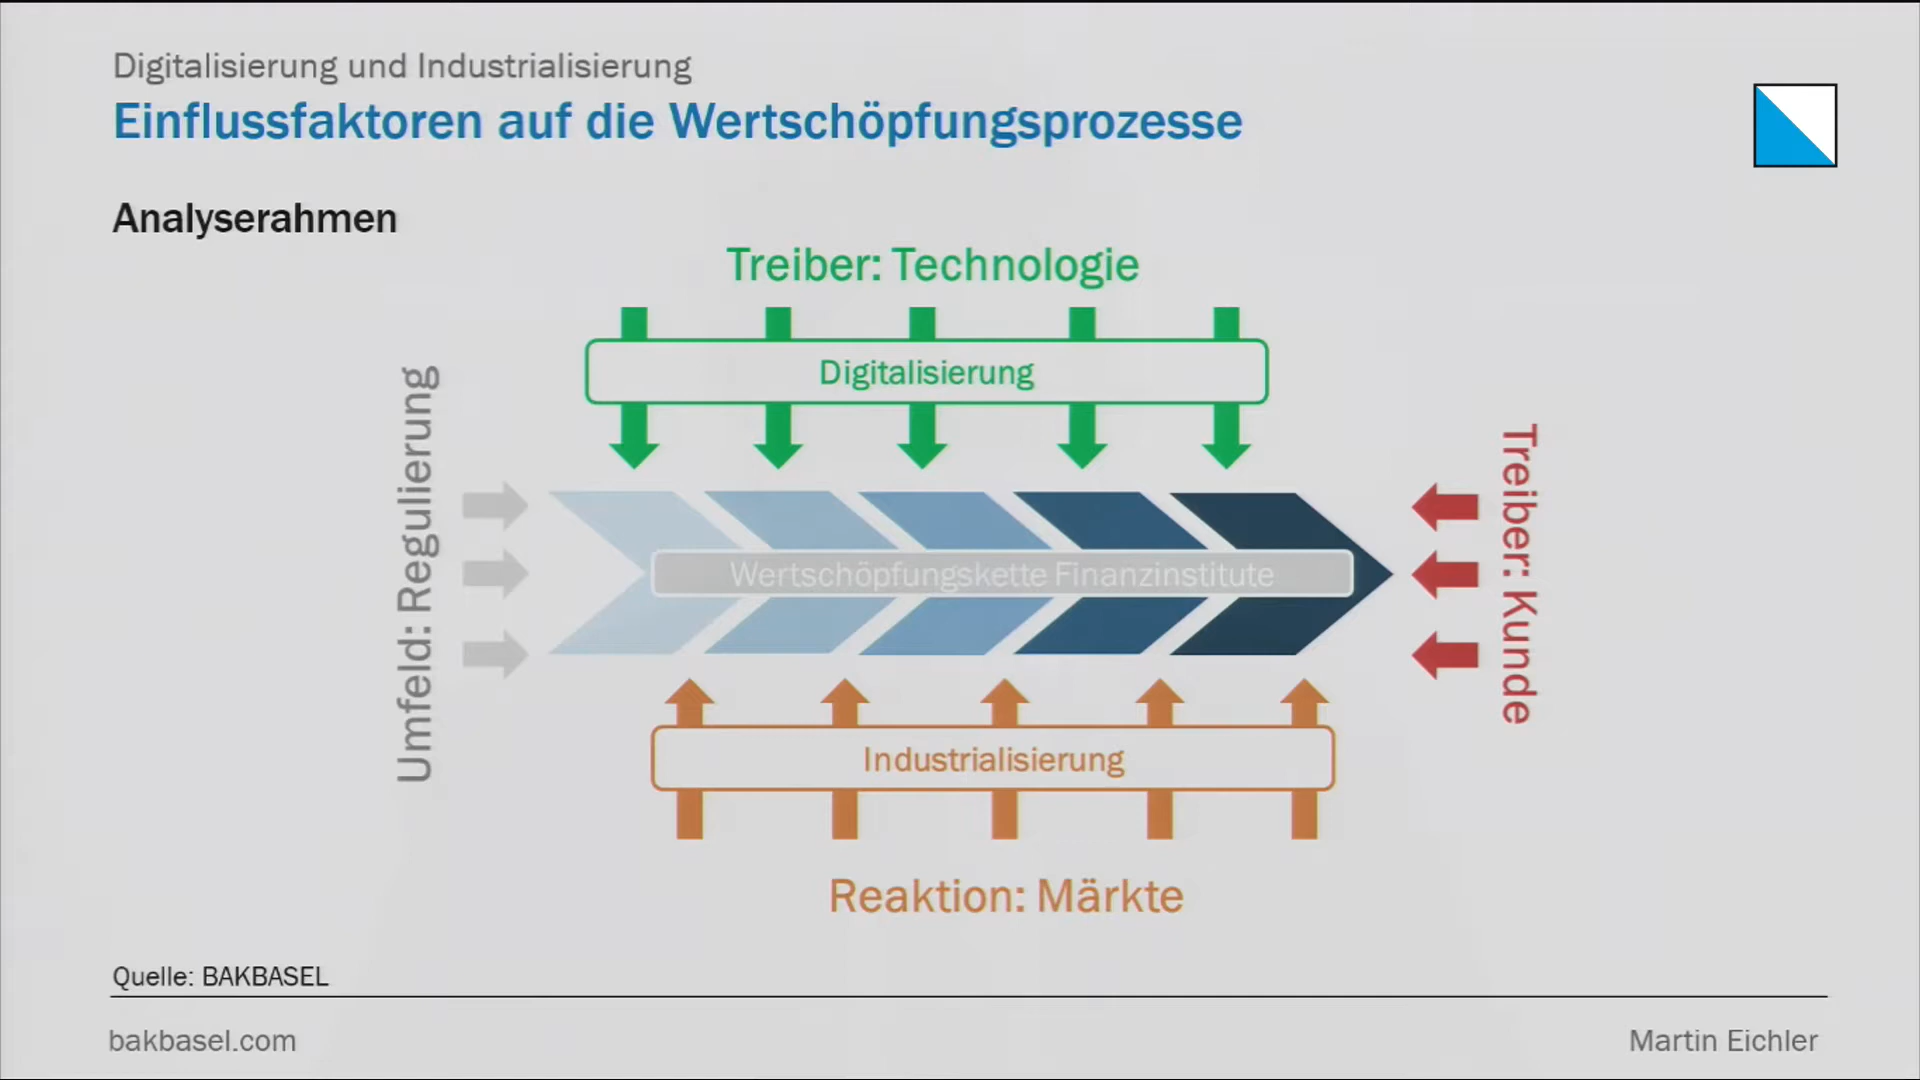 Digitalisierung und Industrialisierung
Einflussfaktoren auf die Wertschöpfungsprozesse
Analyserahmen
Treiber: Technologie
Digitalisierung
Umfeld: Regulierung
Wertschöpfungskette Finanzinstitute
Treiber: Kunde
Industrialisierung
Reaktion: Märkte
Quelle: BAKBASEL
bakbasel.com
Martin Eichler